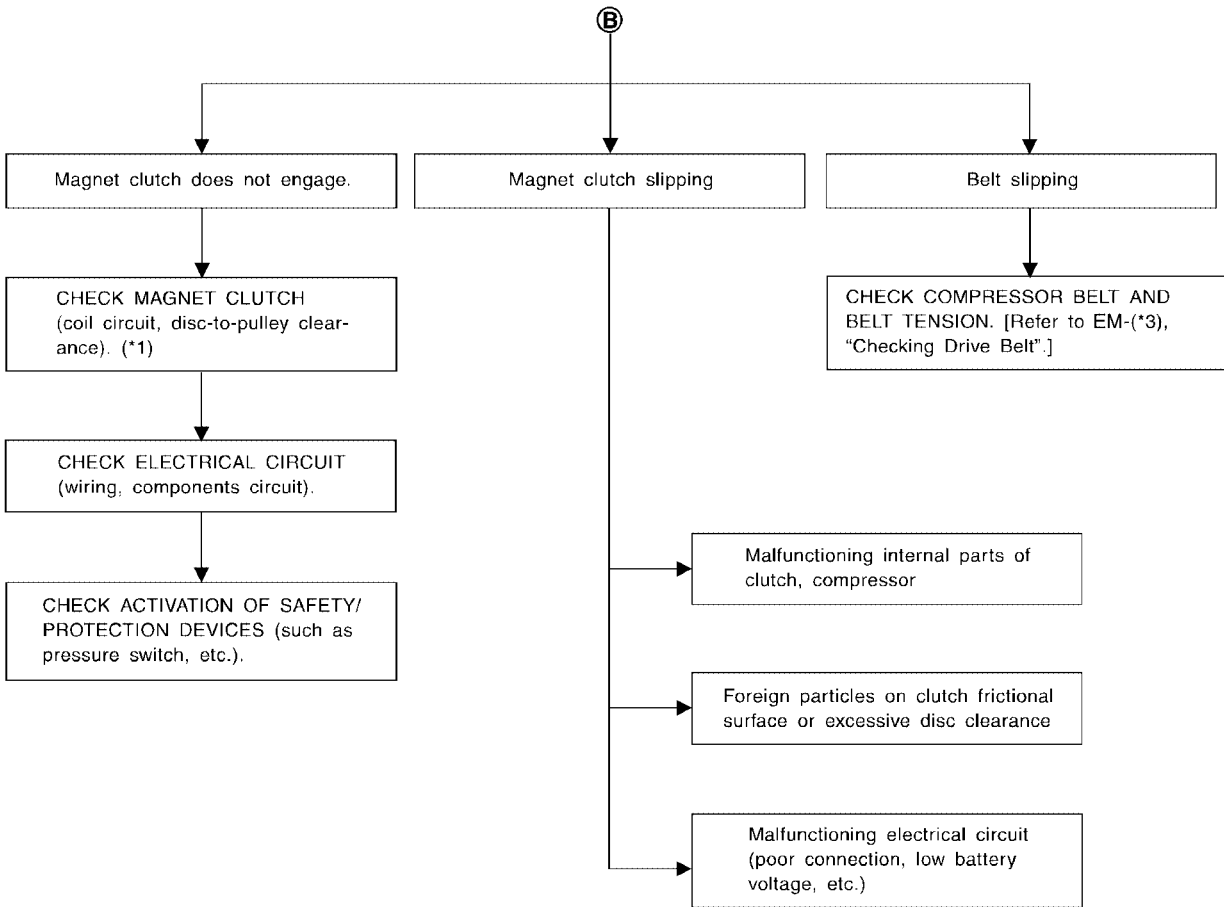 B
Magnet clutch does not engage.
Magnet clutch slipping
Belt slipping
CHECK MAGNET CLUTCH
(coil circuit, disc-to-pulley clear-
ance). (*1)
CHECK COMPRESSOR BELT AND
BELT TENSION. [Refer to EM-(*3),
“Checking Drive Belt”.]
CHECK ELECTRICAL CIRCUIT
(wiring, components circuit).
CHECK ACTIVATION OF SAFETY/
PROTECTION DEVICES (such as
pressure switch, etc.).
Malfunctioning internal parts of
clutch, compressor
Foreign particles on clutch frictional
surface or excessive disc clearance
Malfunctioning electrical circuit
(poor connection, low battery
voltage, etc.)